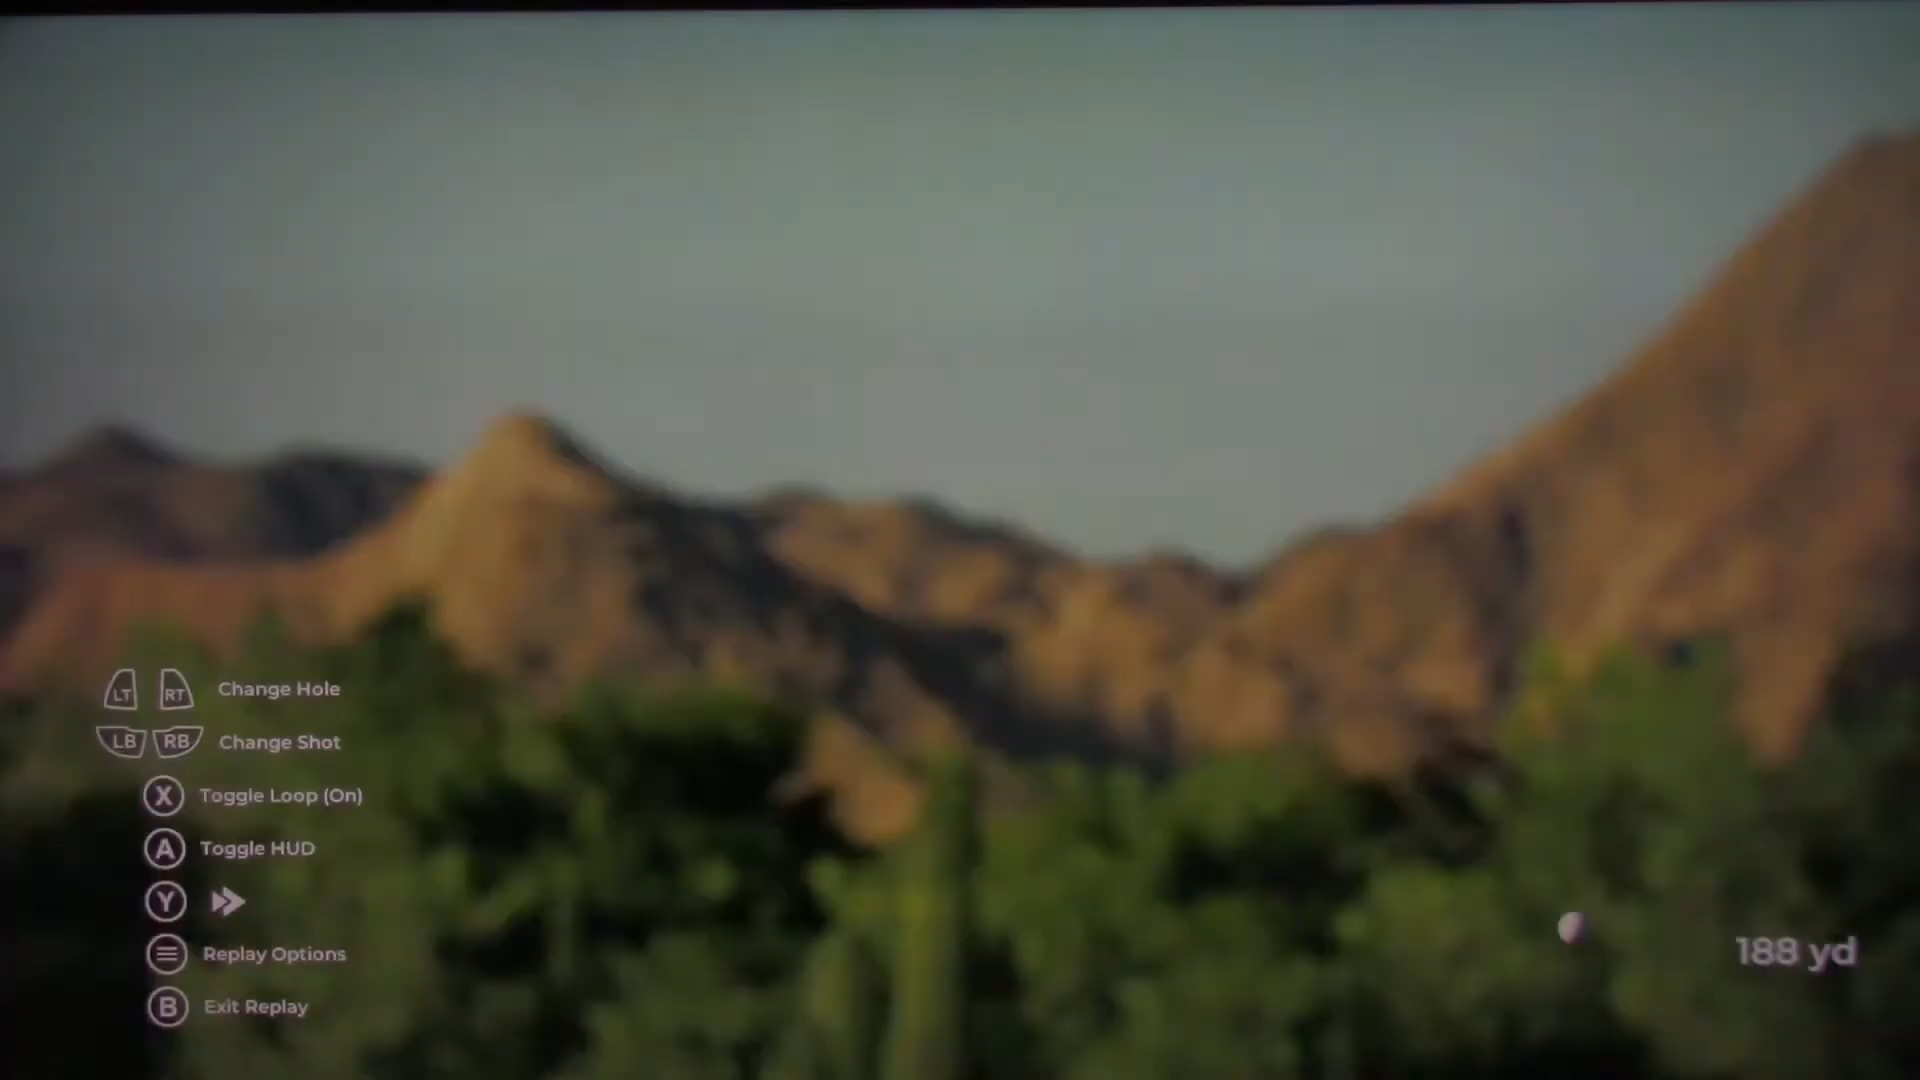 LT RT Change Hole
LB RB Change Shot
X Toggle Loop (On)
A Toggle HUD
Y
Replay Options
B Exit Replay
188 yd